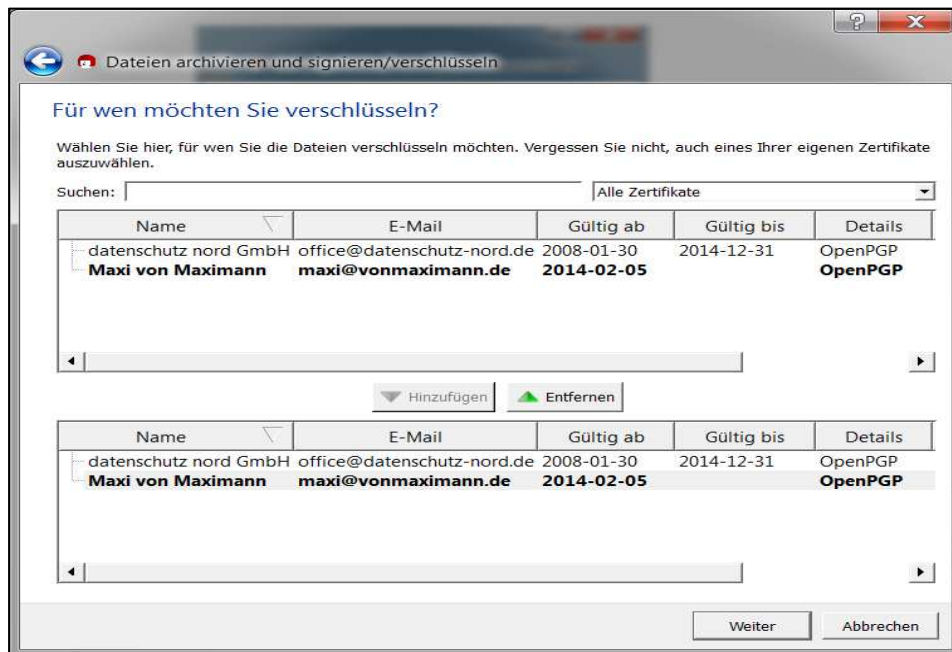 Dateien archivieren und signieren/verschlüsseln
Für wen möchten Sie verschlüsseln?
Wählen Sie hier, für wen Sie die Dateien verschlüsseln möchten. Vergessen Sie nicht, auch eines Ihrer eigenen Zertifikate
auszuwählen.
Suchen: Alle Zertifikate
Name E-Mail Gültig ab Gültig bis Details
datenschutz nord GmbH office@datenschutz-nord.de 2008-01-30 2014-12-31 OpenPGP
Maxi von Maximann maxi@vonmaximann.de 2014-02-05 OpenPGP
Hinzufügen Entfernen
Name E-Mail Gültig ab Gültig bis Details
datenschutz nord GmbH office@datenschutz-nord.de 2008-01-30 2014-12-31 OpenPGP
Maxi von Maximann maxi@vonmaximann.de 2014-02-05 OpenPGP
Weiter Abbrechen